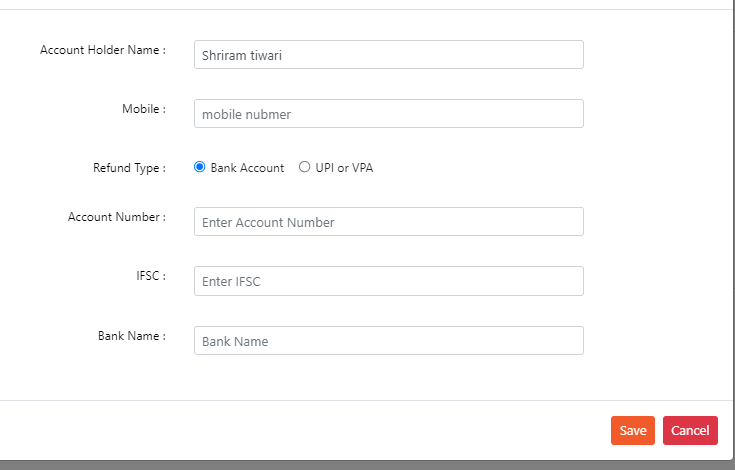 Account Holder Name : Shriram tiwari
Mobile : mobile nubmer
Refund Type : Bank Account UPI or VPA
Account Number : Enter Account Number
IFSC : Enter IFSC
Bank Name : Bank Name
Save Cancel